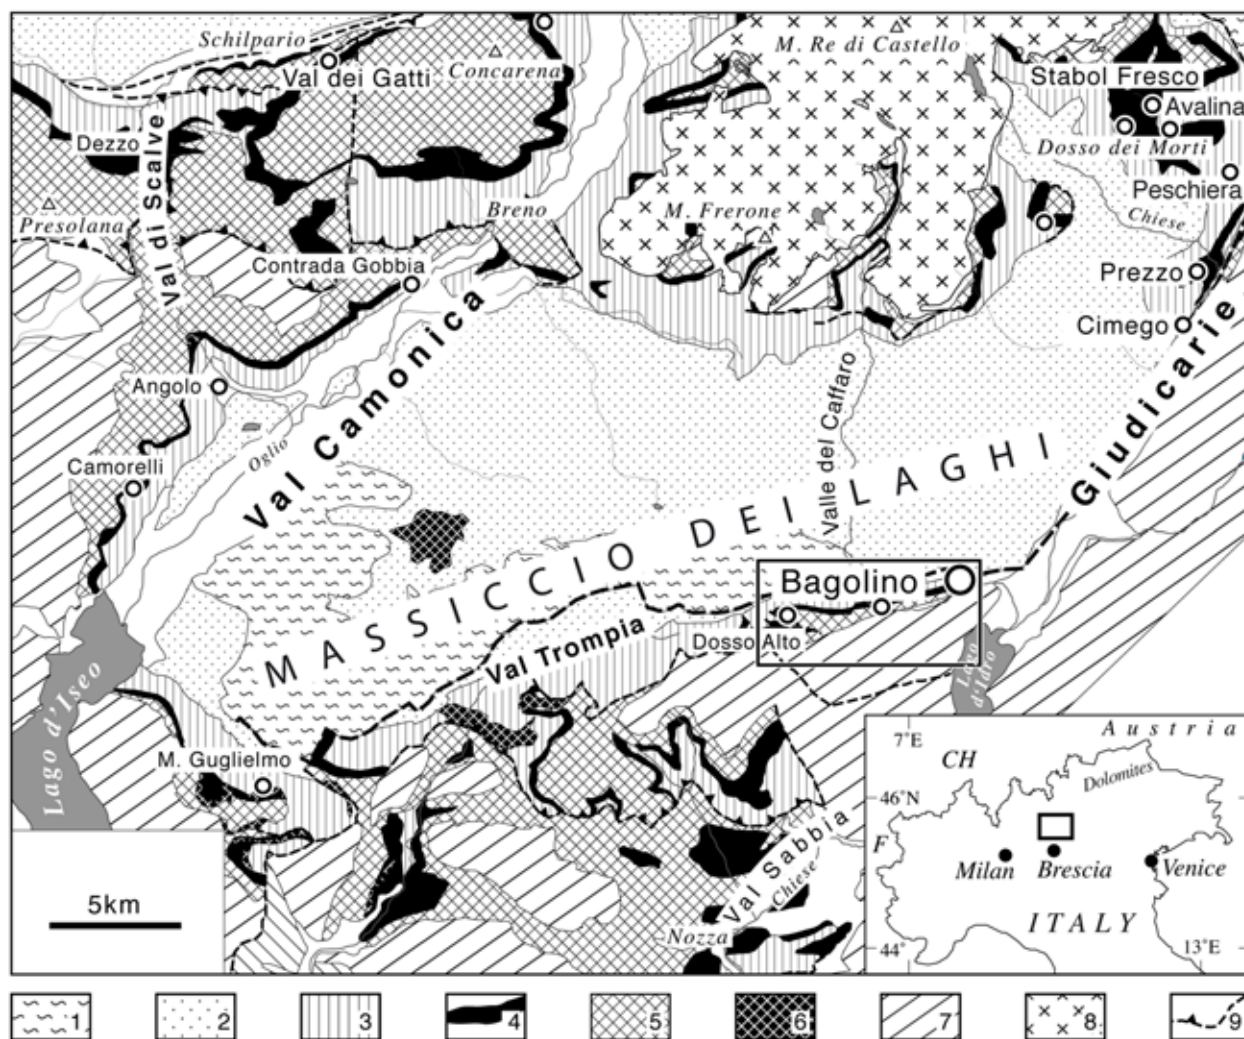 Schilpario
Val dei Gatti
Concarena
M. Re di Castello
Stabol Fresco
Avalina
Dosso dei Morti
Peschiera
Dezzo
Val di Scalve
Presolana
Breno
M. Frerone
Chiese
Contrada Gobbia
Prezzo
Cimego
Angolo
Val Camonica
Oglio
Valle del Caffaro
Giudicarie
Camorelli
MASSICCIO DEI LAGHI
Bagolino
Dosso Alto
Val Trompia
Lago d'Iseo
Lago
d'Idro
M. Guglielmo
Val Sabbia
Chiese
Nozza
5km
7°E
CH
Austria
Dolomites
46°N
F
Milan
Brescia
Venice
ITALY
44°
13°E
1 2 3 4 5 6 7 8 9